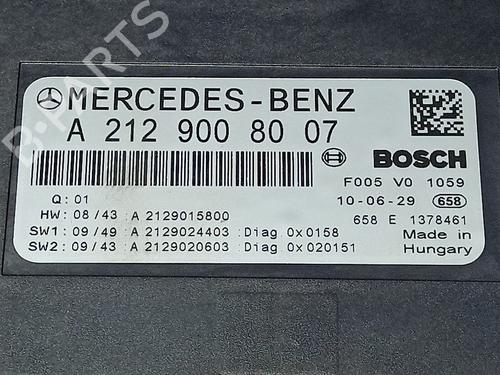 B-PARTS
MERCEDES-BENZ
A 212 900 80 07
BOSCH
F005 V0 1059
Q: 01
10-06-29 658
HW: 08/43 :A 2129015800
658 E 1378461
SW1: 09/49 :A 2129024403 :Diag 0x0158
Made in
SW2: 09/43 :A 2129020603 :Diag 0x020151
Hungary